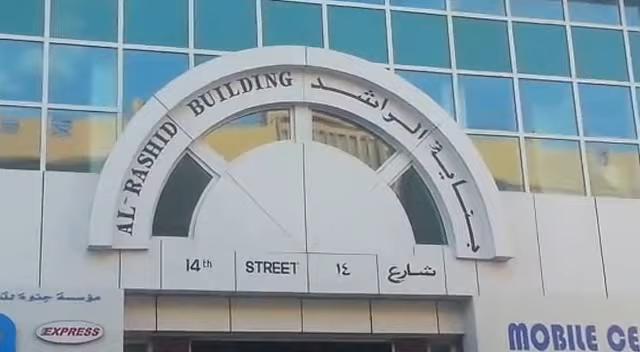 AL-RASHID BUILDING بناية الراشد
14th STREET ١٤ شارع
EXPRESS
MOBILE CE